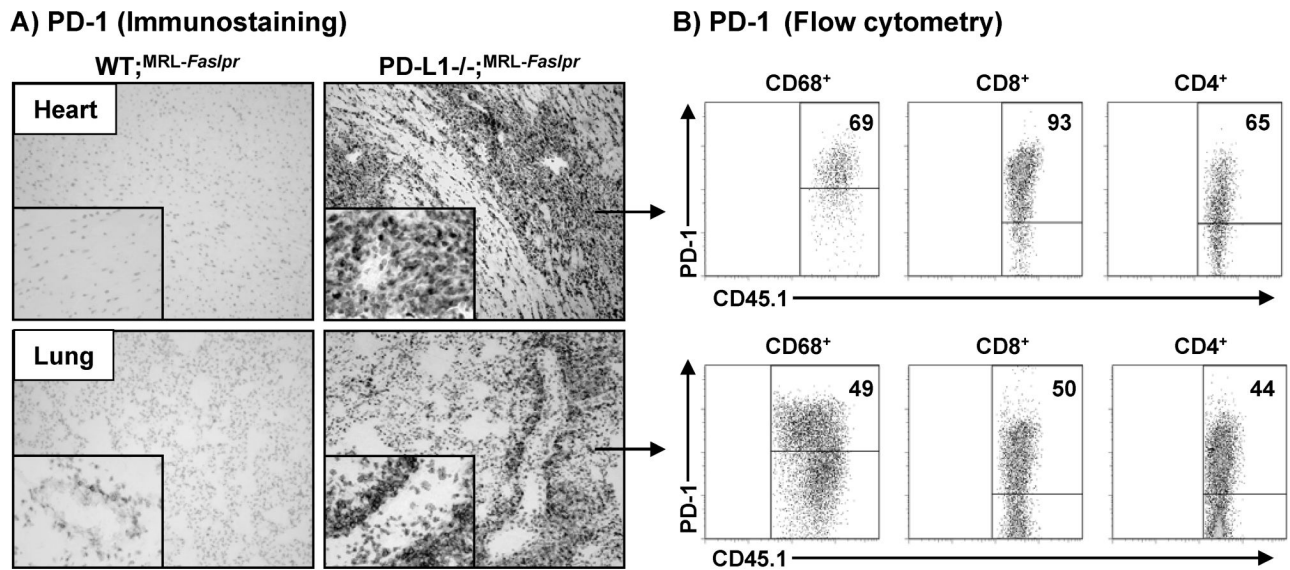 A) PD-1 (Immunostaining)
WT;MRL-Faslpr
PD-L1-/-;MRL-Faslpr
Heart
Lung
B) PD-1 (Flow cytometry)
CD68+
CD8+
CD4+
69
93
65
PD-1
CD45.1
CD68+
CD8+
CD4+
49
50
44
PD-1
CD45.1